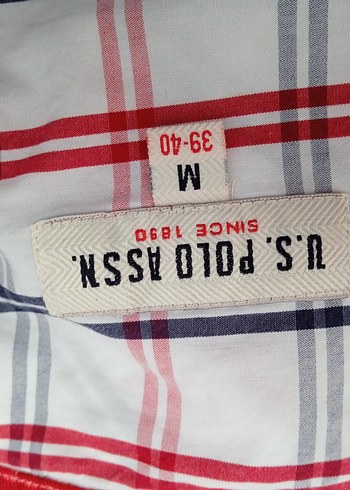 U.S. POLO ASSN.
SINCE 1890
M
39-40